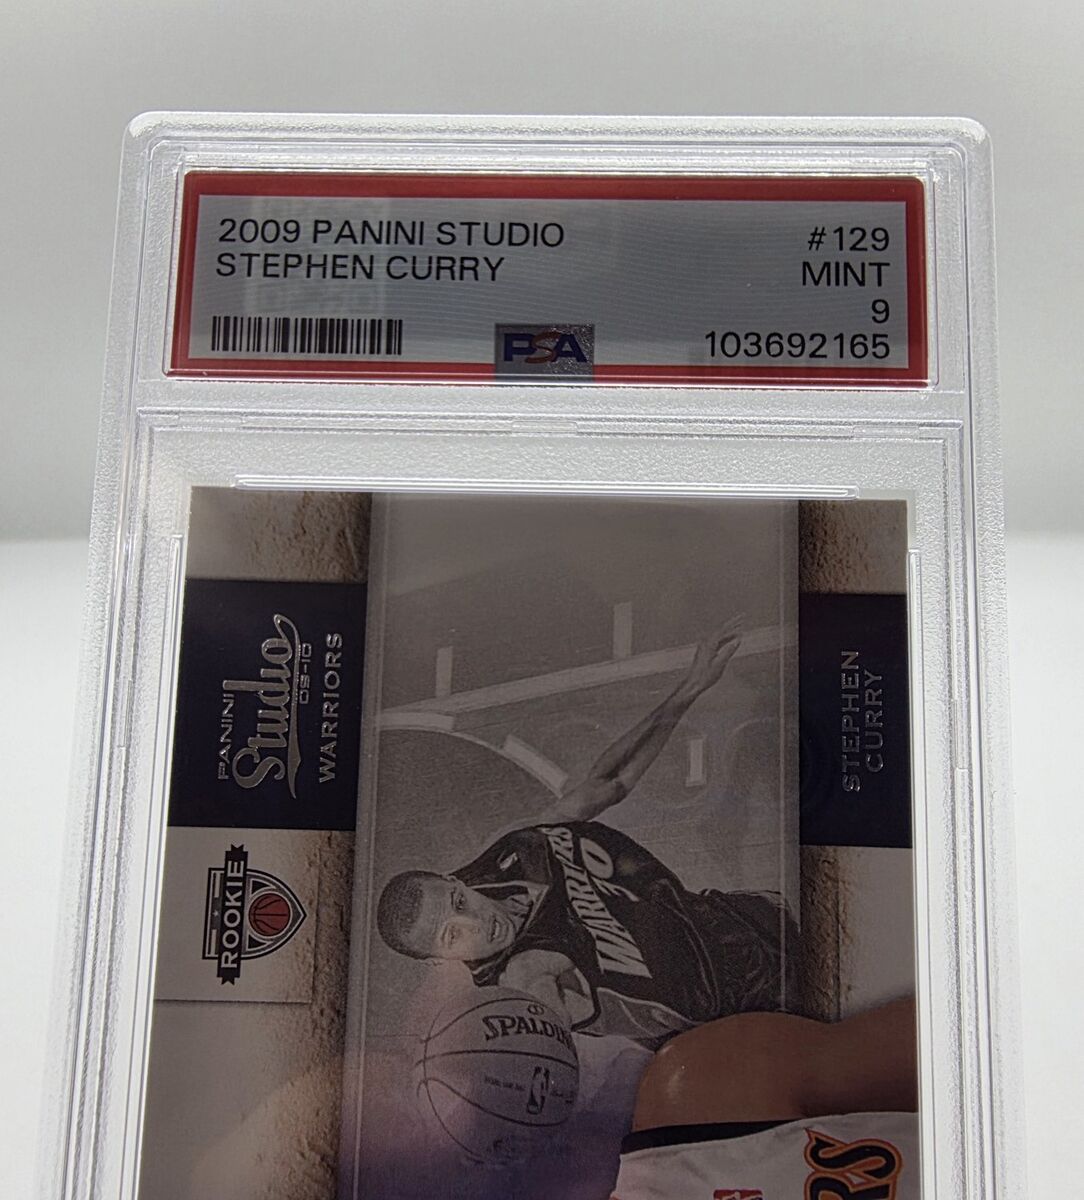 2009 PANINI STUDIO
STEPHEN CURRY
#129
MINT
9
103692165
PSA
PANINI
Studio
09-10
WARRIORS
STEPHEN
CURRY
ROOKIE
WARRIORS
30
SPALDING
RS